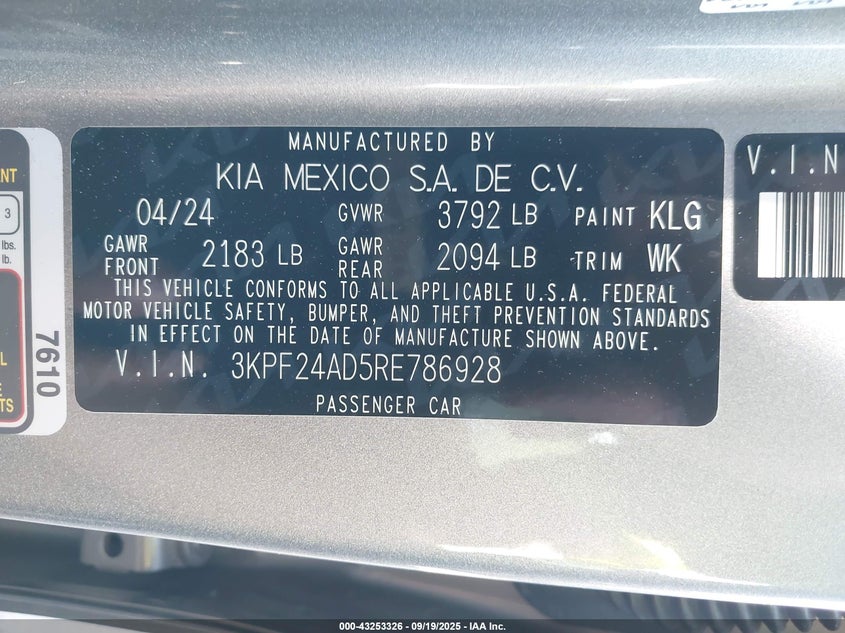 MANUFACTURED BY
KIA MEXICO S.A. DE C.V.
04/24 GVWR 3792 LB PAINT KLG
GAWR FRONT 2183 LB GAWR REAR 2094 LB TRIM WK
THIS VEHICLE CONFORMS TO ALL APPLICABLE U.S.A. FEDERAL
MOTOR VEHICLE SAFETY, BUMPER, AND THEFT PREVENTION STANDARDS
IN EFFECT ON THE DATE OF MANUFACTURE SHOWN ABOVE.
V.I.N. 3KPF24AD5RE786928
PASSENGER CAR
V.I.N
3
lbs.
lb.
7610
000-43253326 - 09/19/2025 - IAA Inc.